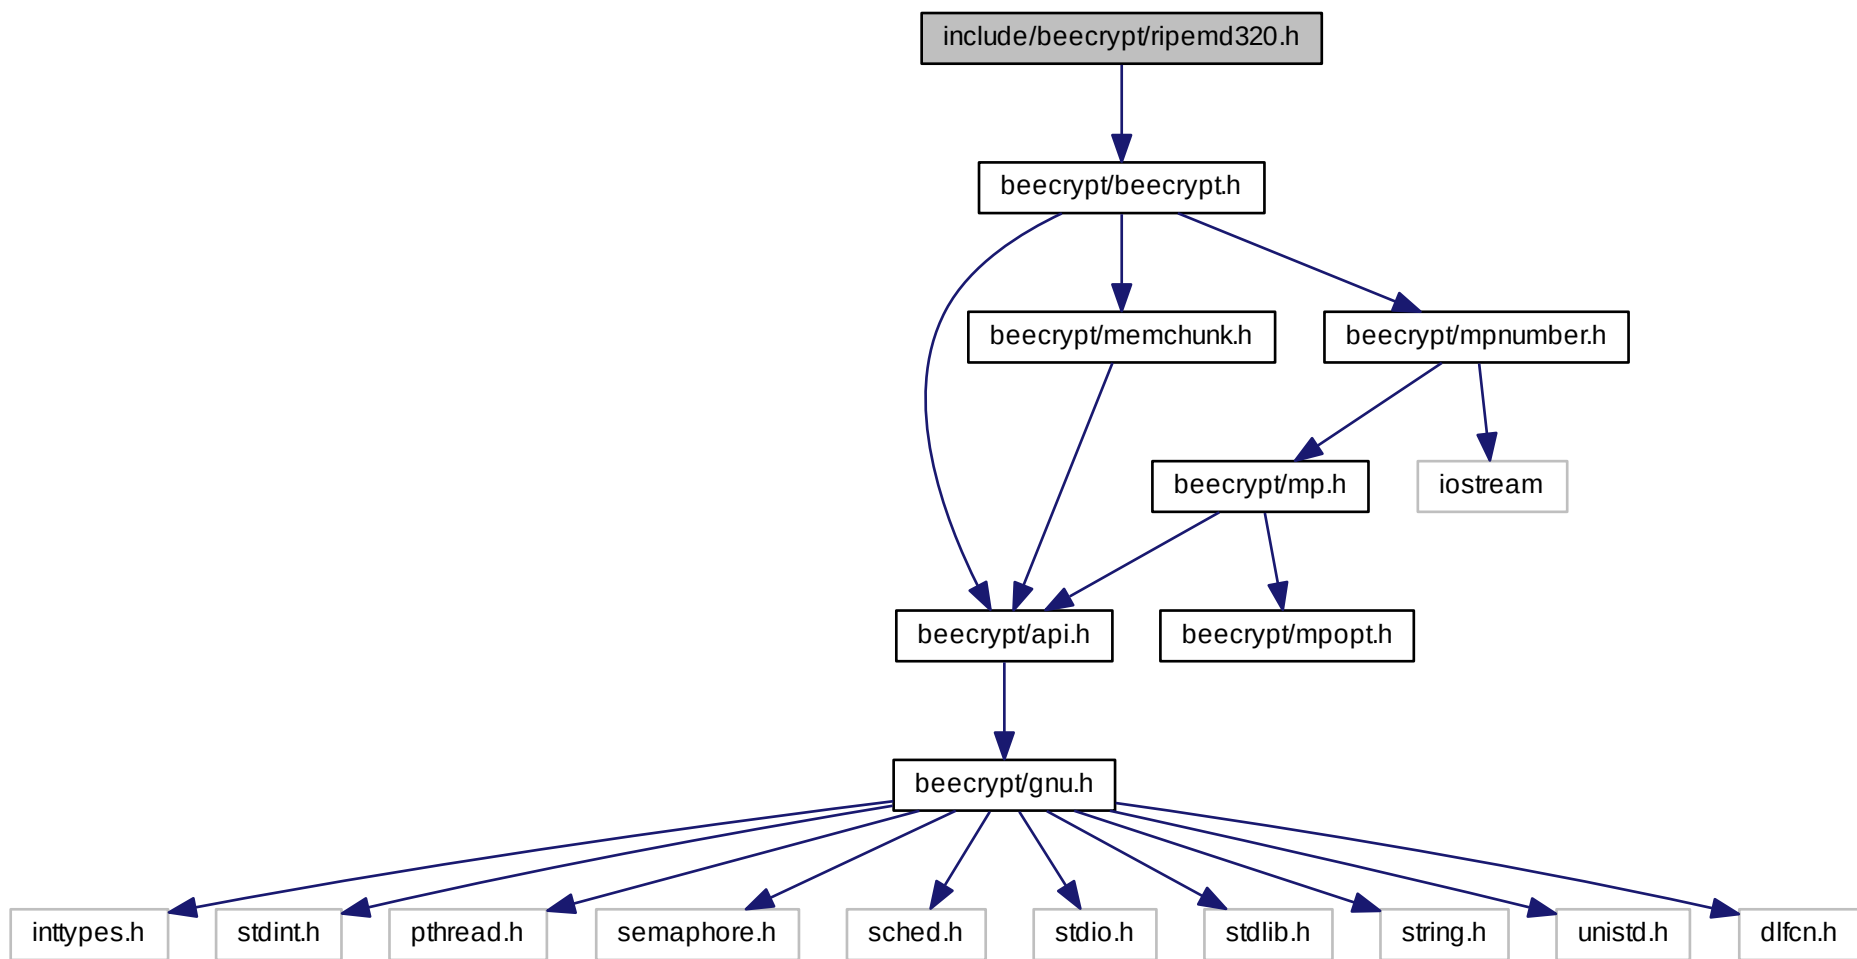 include/beecrypt/ripemd320.h
beecrypt/beecrypt.h
beecrypt/memchunk.h
beecrypt/mpnumber.h
beecrypt/mp.h
iostream
beecrypt/api.h
beecrypt/mpopt.h
beecrypt/gnu.h
inttypes.h
stdint.h
pthread.h
semaphore.h
sched.h
stdio.h
stdlib.h
string.h
unistd.h
dlfcn.h